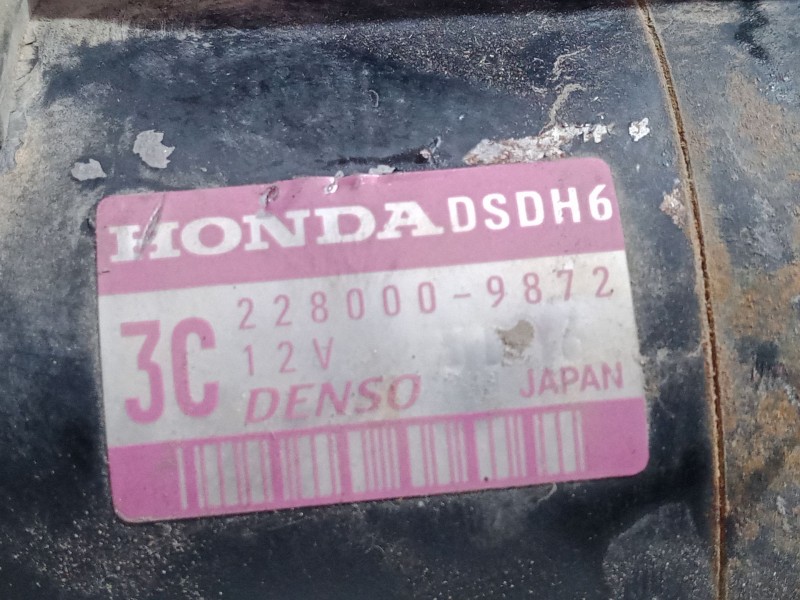 HONDA DSDH6
3C
228000-9872
12V
DENSO JAPAN